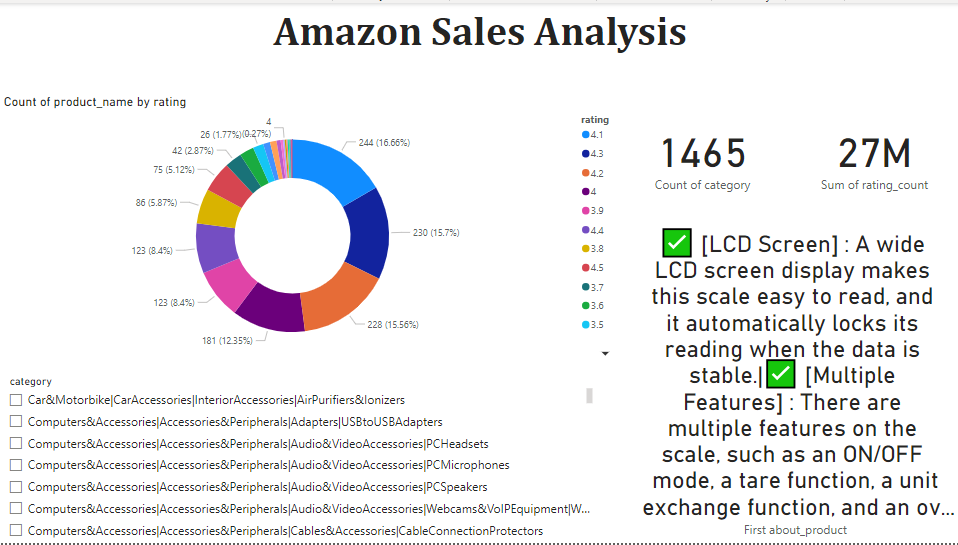 Amazon Sales Analysis
Count of product_name by rating
4
26 (1.77%)
(0.27%)
42 (2.87%)
75 (5.12%)
86 (5.87%)
123 (8.4%)
123 (8.4%)
181 (12.35%)
228 (15.56%)
230 (15.7%)
244 (16.66%)
rating
4.1
4.3
4.2
4
3.9
4.4
3.8
4.5
3.7
3.6
3.5
1465
Count of category
27M
Sum of rating_count
✅ [LCD Screen] : A wide
LCD screen display makes
this scale easy to read, and
it automatically locks its
reading when the data is
stable.|✅ [Multiple
Features] : There are
multiple features on the
scale, such as an ON/OFF
mode, a tare function, a unit
exchange function, and an ov...
First about_product
category
Car&Motorbike|CarAccessories|InteriorAccessories|AirPurifiers&Ionizers
Computers&Accessories|Accessories&Peripherals|Adapters|USBtoUSBAdapters
Computers&Accessories|Accessories&Peripherals|Audio&VideoAccessories|PCHeadsets
Computers&Accessories|Accessories&Peripherals|Audio&VideoAccessories|PCMicrophones
Computers&Accessories|Accessories&Peripherals|Audio&VideoAccessories|PCSpeakers
Computers&Accessories|Accessories&Peripherals|Audio&VideoAccessories|Webcams&VoIPEquipment|W...
Computers&Accessories|Accessories&Peripherals|Cables&Accessories|CableConnectionProtectors